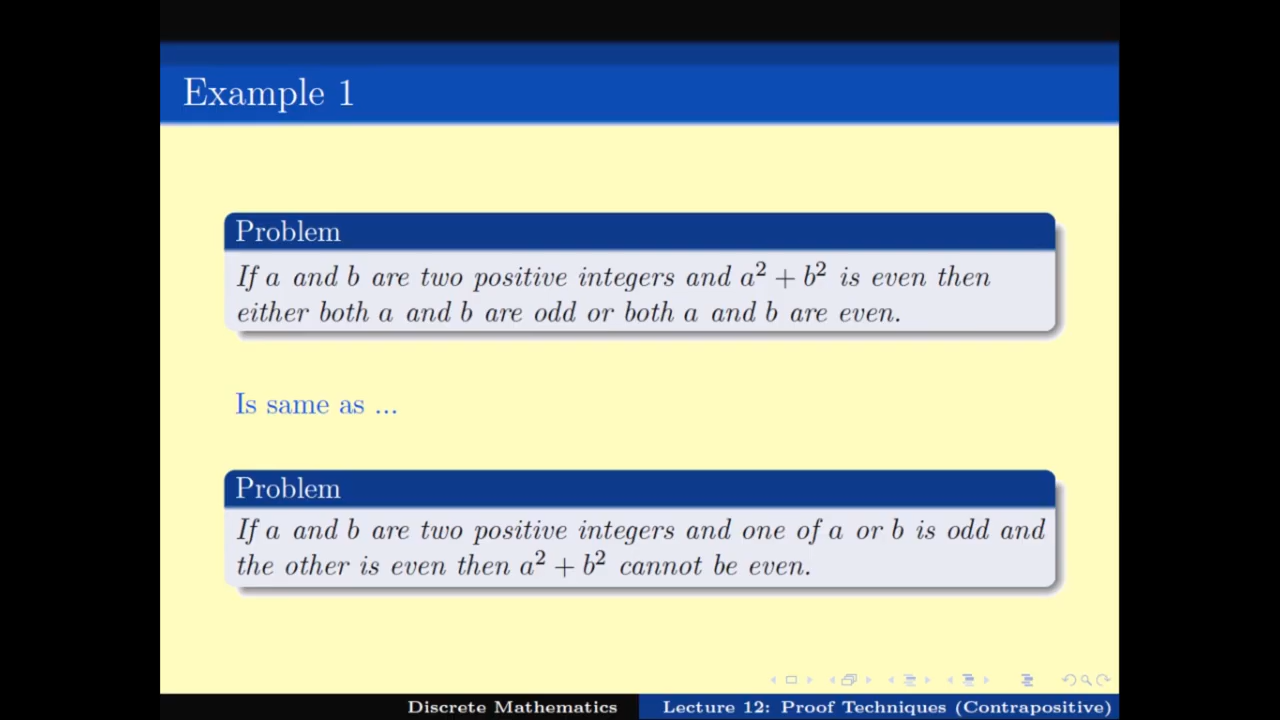 Example 1
Problem
If a and b are two positive integers and a² + b² is even then
either both a and b are odd or both a and b are even.
Is same as ...
Problem
If a and b are two positive integers and one of a or b is odd and
the other is even then a² + b² cannot be even.
Discrete Mathematics
Lecture 12: Proof Techniques (Contrapositive)